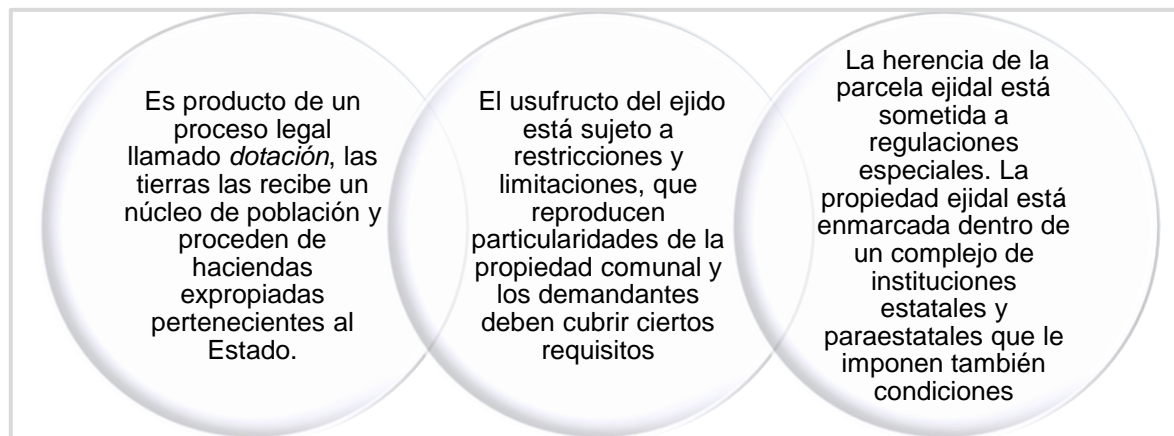 Es producto de un
proceso legal
llamado dotación, las
tierras las recibe un
núcleo de población y
proceden de
haciendas
expropiadas
pertenecientes al
Estado.
El usufructo del ejido
está sujeto a
restricciones y
limitaciones, que
reproducen
particularidades de la
propiedad comunal y
los demandantes
deben cubrir ciertos
requisitos
La herencia de la
parcela ejidal está
sometida a
regulaciones
especiales. La
propiedad ejidal está
enmarcada dentro de
un complejo de
instituciones
estatales y
paraestatales que le
imponen también
condiciones